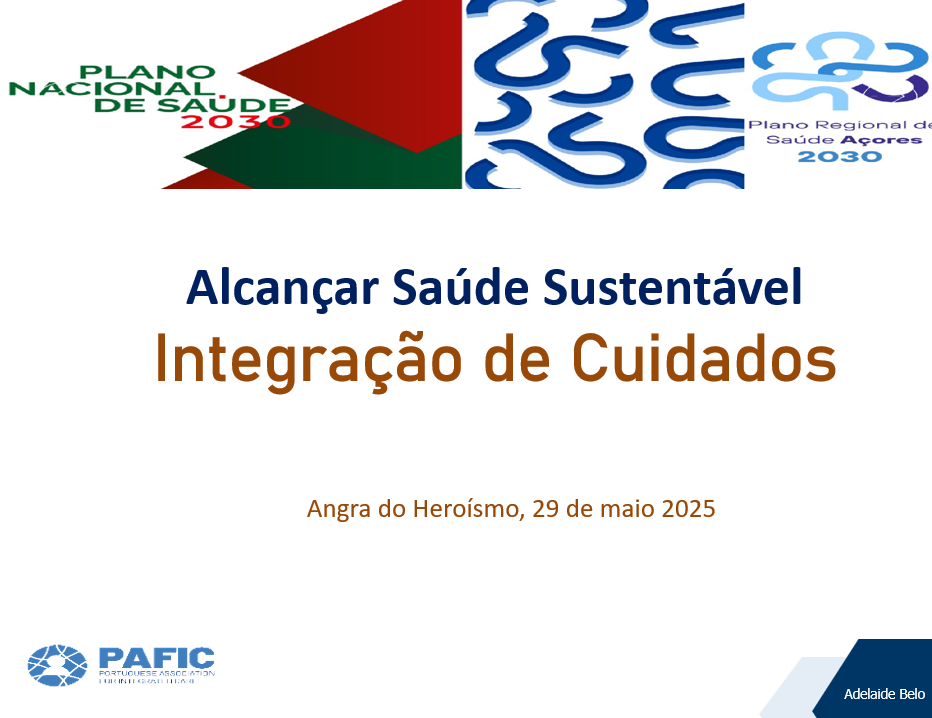 PLANO
NACIONAL
DE SAÚDE
2030
Plano Regional de
Saúde Açores
2030
Alcançar Saúde Sustentável
Integração de Cuidados
Angra do Heroísmo, 29 de maio 2025
PAFIC
PORTUGUESE ASSOCIATION
FOR INTEGRATED CARE
Adelaide Belo